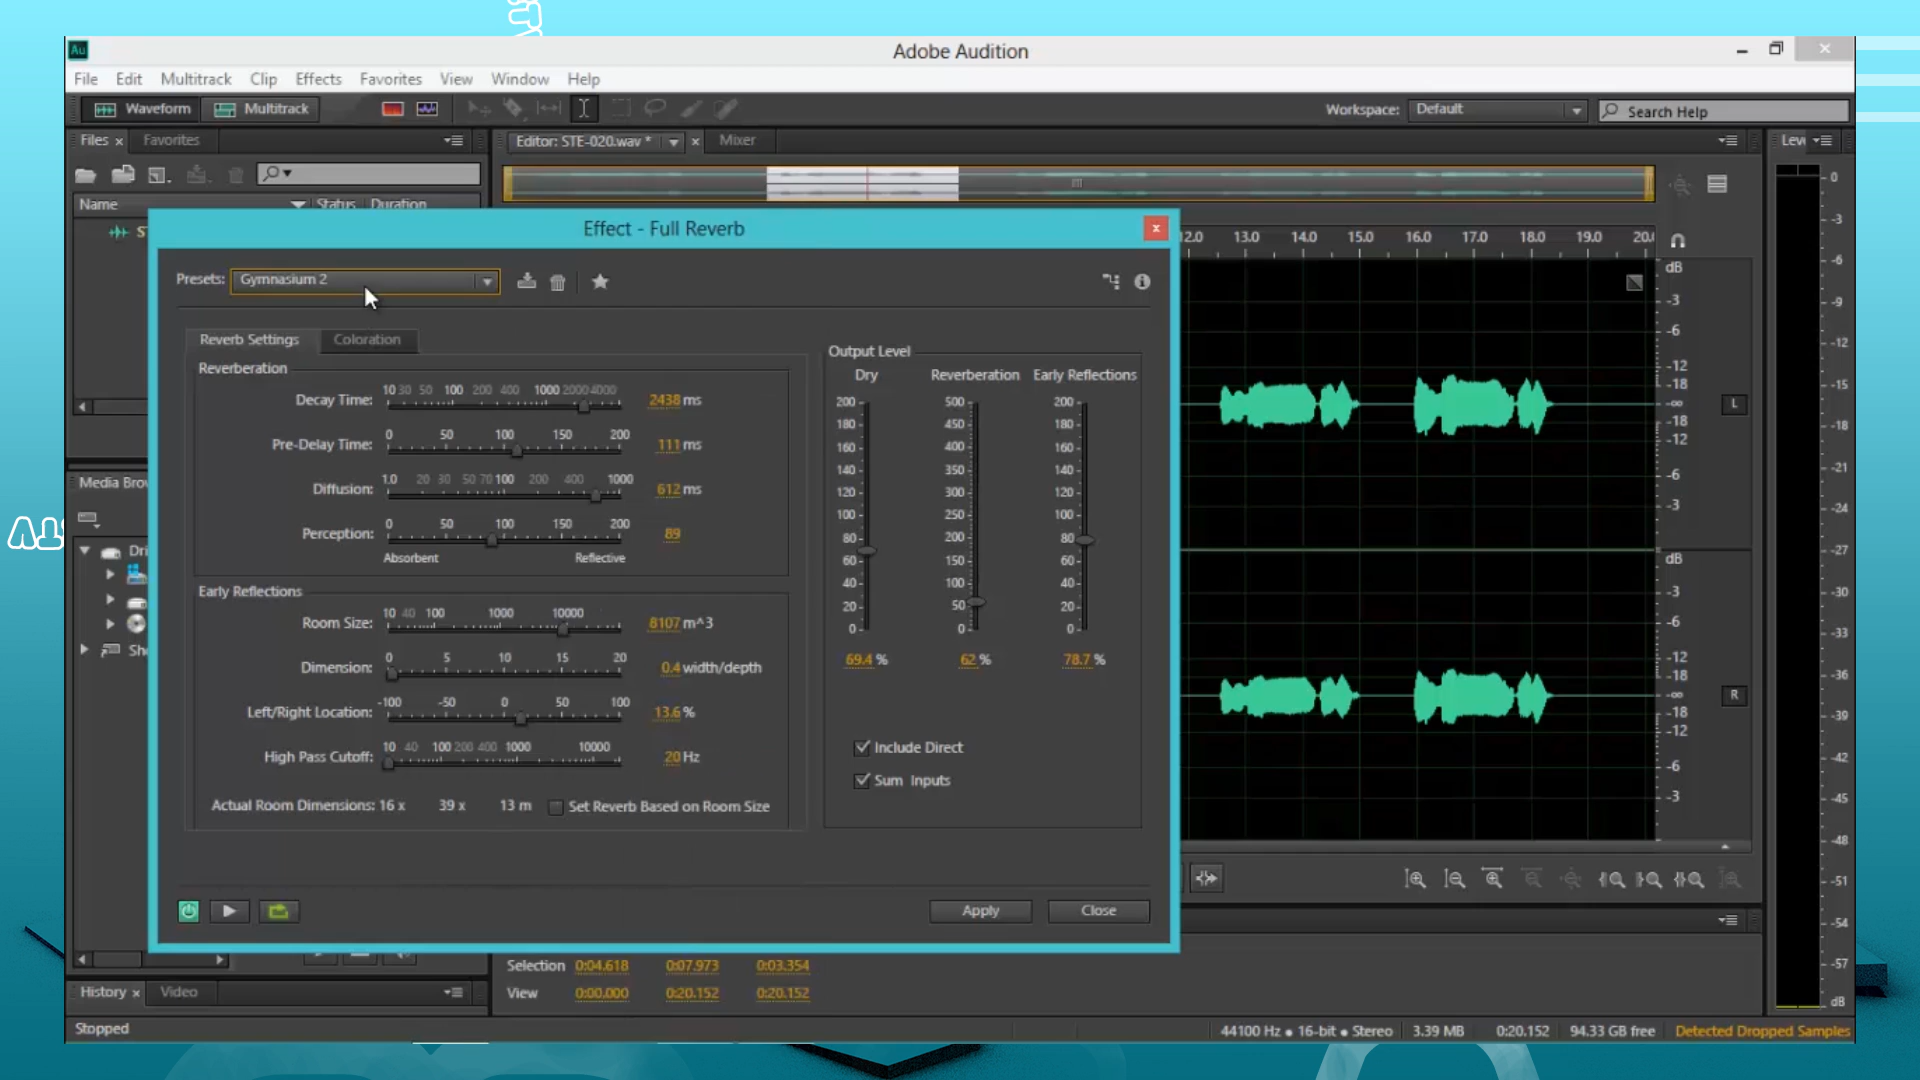 Au
Adobe Audition
File Edit Multitrack Clip Effects Favorites View Window Help
Waveform Multitrack
Workspace: Default
Search Help
Files x Favorites
Editor: STE-020.wav * x Mixer
Name Status Duration
Effect - Full Reverb
12.0 13.0 14.0 15.0 16.0 17.0 18.0 19.0
Presets: Gymnasium 2
Reverb Settings Coloration
Reverberation
10 30 50 100 200 400 1000 2000 4000
Decay Time: 2438 ms
0 50 100 150 200
Pre-Delay Time: 111 ms
1.0 20 30 50 70 100 200 400 1000
Diffusion: 612 ms
0 50 100 150 200
Perception: 89
Absorbent Reflective
Early Reflections
10 40 100 1000 10000
Room Size: 8107 m^3
0 5 10 15 20
Dimension: 0.4 width/depth
-100 -50 0 50 100
Left/Right Location: 13.6 %
10 40 100 200 400 1000 10000
High Pass Cutoff: 20 Hz
Actual Room Dimensions: 16 x 39 x 13 m Set Reverb Based on Room Size
Output Level
Dry Reverberation Early Reflections
200 500 200
180 450 180
160 400 160
140 350 140
120 300 120
100 250 100
80 200 80
60 150 60
40 100 40
20 50 20
0 0 0
69.4 % 62 % 78.7 %
Include Direct
Sum Inputs
Apply Close
dB
-3
-6
-12
-18
-∞
-18
-12
-6
-3
L
dB
-3
-6
-12
-18
-∞
-18
-12
-6
-3
R
0
-3
-6
-9
-12
-15
-18
-21
-24
-27
-30
-33
-36
-39
-42
-45
-48
-51
-54
-57
dB
Selection 0:04.618 0:07.973 0:03.354
View 0:00.000 0:20.152 0:20.152
History x Video
Stopped
44100 Hz • 16-bit • Stereo 3.39 MB 0:20.152 94.33 GB free Detected Dropped Samples